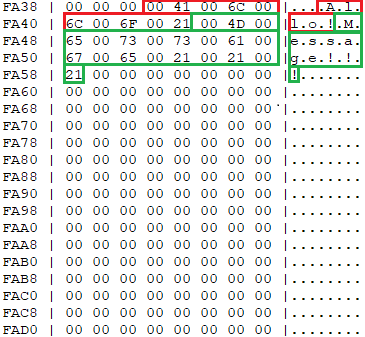 FA38 | 00 00 00 00 41 00 6C 00 |....A.l.
FA40 | 6C 00 6F 00 21 00 4D 00 |l.o.!.M.
FA48 | 65 00 73 00 73 00 61 00 |e.s.s.a.
FA50 | 67 00 65 00 21 00 21 00 |g.e.!.!.
FA58 | 21 00 00 00 00 00 00 00 |!.......
FA60 | 00 00 00 00 00 00 00 00 |........
FA68 | 00 00 00 00 00 00 00 00 |........
FA70 | 00 00 00 00 00 00 00 00 |........
FA78 | 00 00 00 00 00 00 00 00 |........
FA80 | 00 00 00 00 00 00 00 00 |........
FA88 | 00 00 00 00 00 00 00 00 |........
FA90 | 00 00 00 00 00 00 00 00 |........
FA98 | 00 00 00 00 00 00 00 00 |........
FAA0 | 00 00 00 00 00 00 00 00 |........
FAA8 | 00 00 00 00 00 00 00 00 |........
FAB0 | 00 00 00 00 00 00 00 00 |........
FAB8 | 00 00 00 00 00 00 00 00 |........
FAC0 | 00 00 00 00 00 00 00 00 |........
FAC8 | 00 00 00 00 00 00 00 00 |........
FAD0 | 00 00 00 00 00 00 00 00 |........